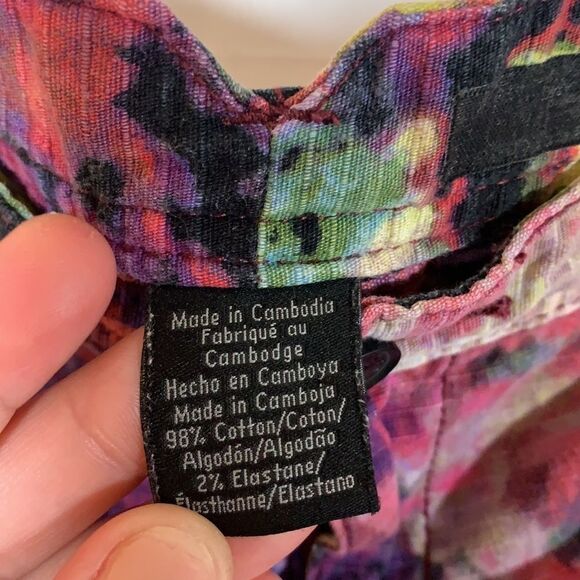 Made in Cambodia
Fabriqué au
Cambodge
Hecho en Camboya
Made in Camboja
98% Cotton/Coton/
Algodón/Algodão
2% Elastane/
Élasthanne/Elastano